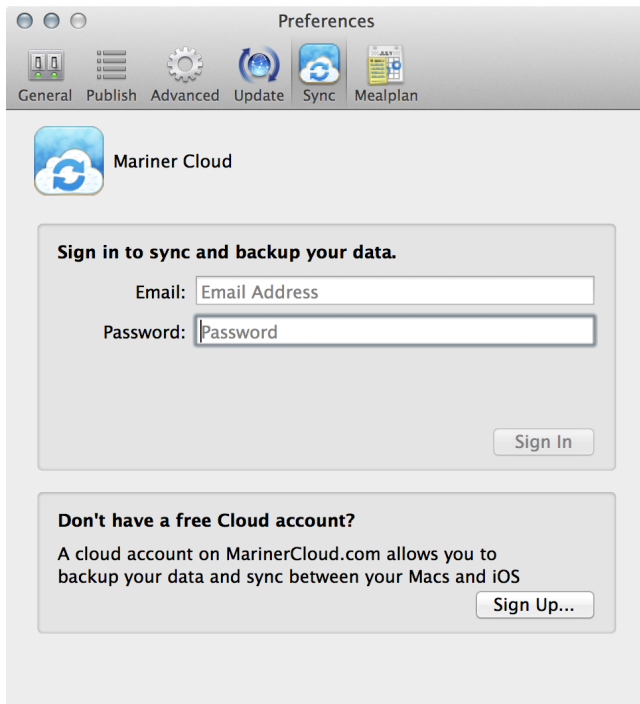 Preferences
General Publish Advanced Update Sync Mealplan
JULY
Mariner Cloud
Sign in to sync and backup your data.
Email: Email Address
Password: Password
Sign In
Don't have a free Cloud account?
A cloud account on MarinerCloud.com allows you to
backup your data and sync between your Macs and iOS
Sign Up...